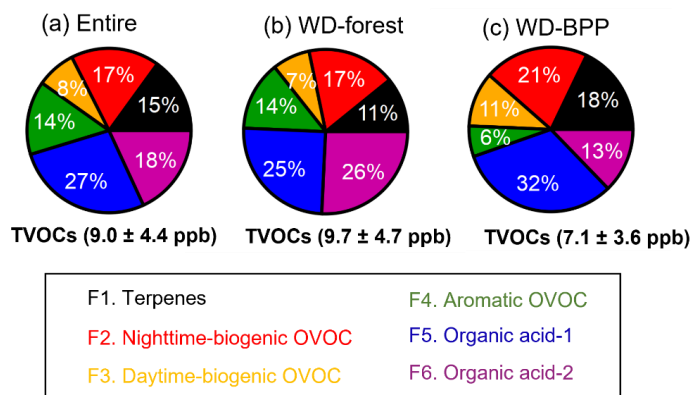 (a) Entire
(b) WD-forest
(c) WD-BPP
17%
15%
8%
14%
18%
27%
17%
7%
11%
14%
25%
26%
21%
18%
11%
6%
13%
32%
TVOCs (9.0 ± 4.4 ppb)
TVOCs (9.7 ± 4.7 ppb)
TVOCs (7.1 ± 3.6 ppb)
F1. Terpenes
F2. Nighttime-biogenic OVOC
F3. Daytime-biogenic OVOC
F4. Aromatic OVOC
F5. Organic acid-1
F6. Organic acid-2